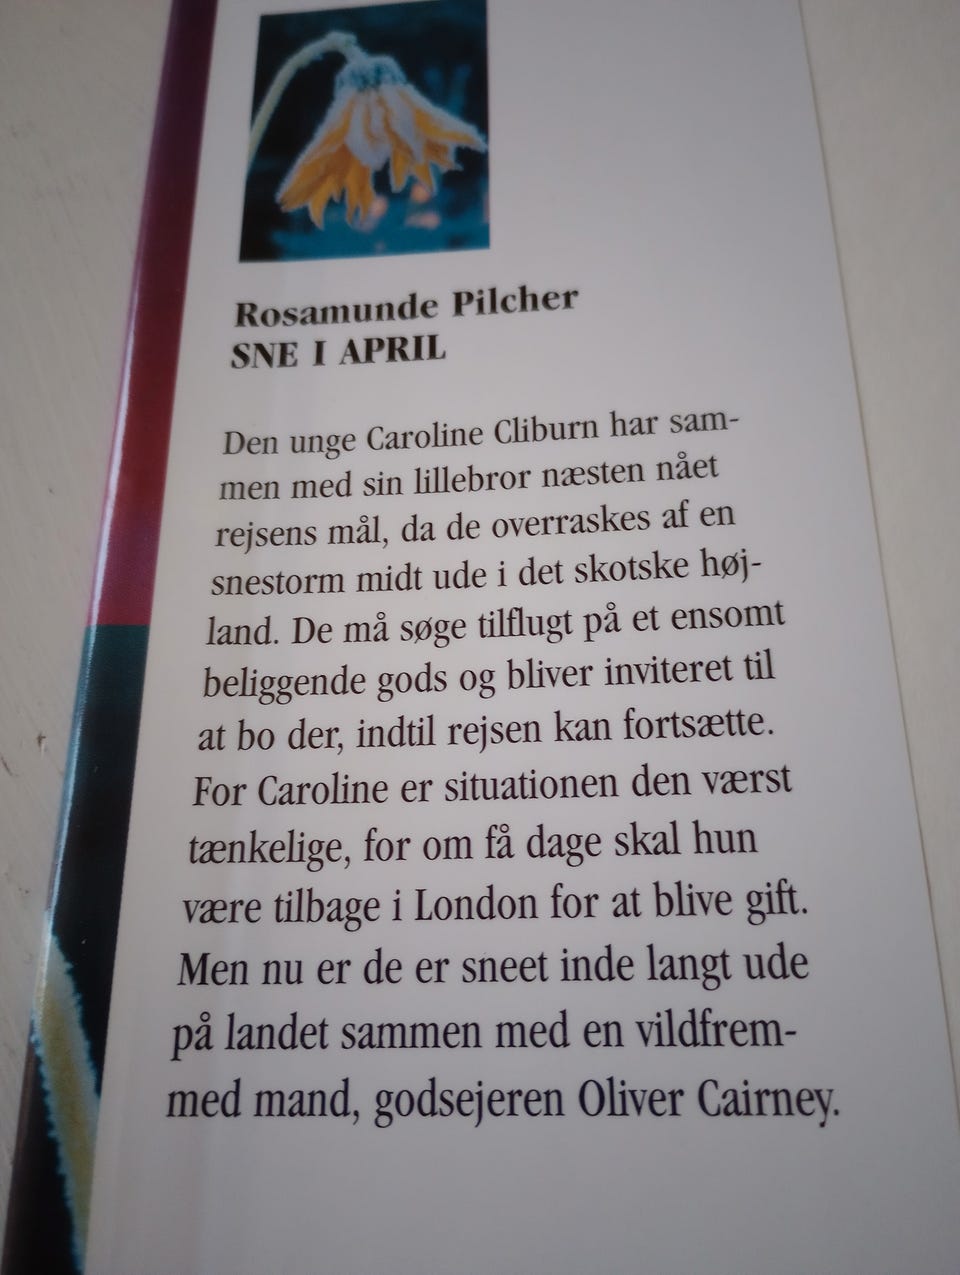 Rosamunde Pilcher
SNE I APRIL
Den unge Caroline Cliburn har sam-
men med sin lillebror næsten nået
rejsens mål, da de overraskes af en
snestorm midt ude i det skotske høj-
land. De må søge tilflugt på et ensomt
beliggende gods og bliver inviteret til
at bo der, indtil rejsen kan fortsætte.
For Caroline er situationen den værst
tænkelige, for om få dage skal hun
være tilbage i London for at blive gift.
Men nu er de er sneet inde langt ude
på landet sammen med en vildfrem-
med mand, godsejeren Oliver Cairney.